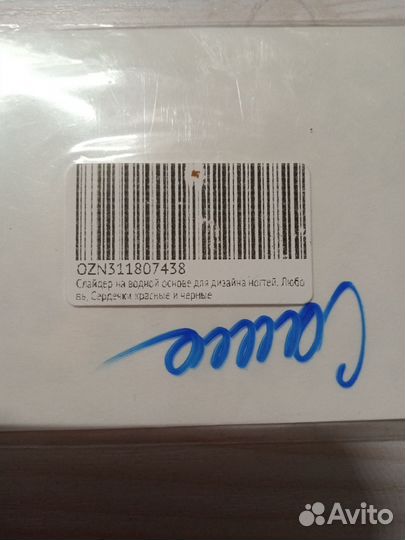 OZN311807438
Слайдер на водной основе для дизайна ногтей. Любо
вь, Сердечки красные и черные
Avito